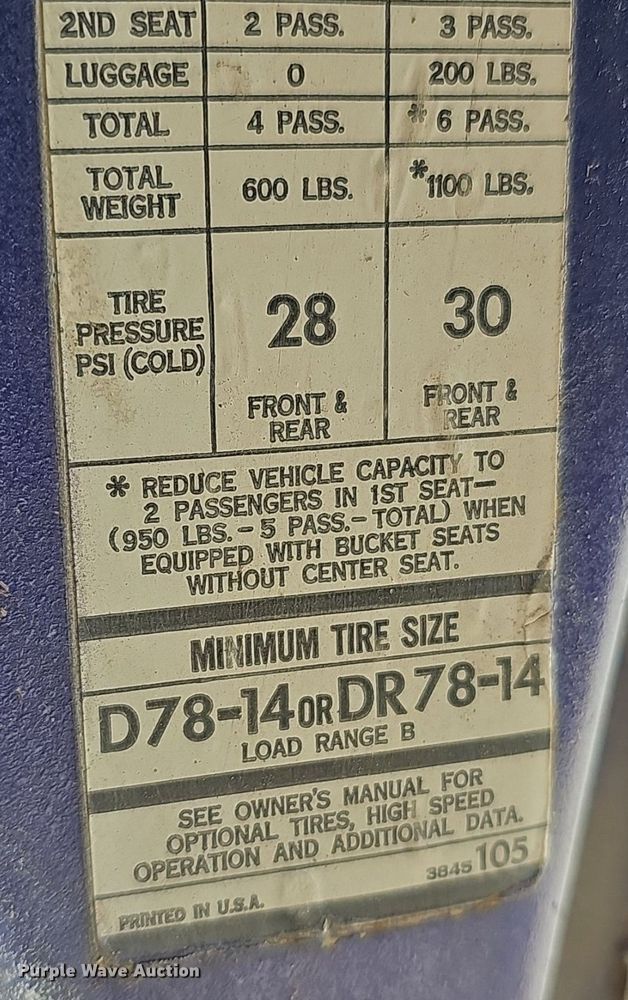 2ND SEAT 2 PASS. 3 PASS.
LUGGAGE 0 200 LBS.
TOTAL 4 PASS. * 6 PASS.
TOTAL WEIGHT 600 LBS. *1100 LBS.
TIRE PRESSURE PSI (COLD) 28 FRONT & REAR 30 FRONT & REAR
* REDUCE VEHICLE CAPACITY TO
2 PASSENGERS IN 1ST SEAT—
(950 LBS. - 5 PASS. - TOTAL) WHEN
EQUIPPED WITH BUCKET SEATS
WITHOUT CENTER SEAT.
MINIMUM TIRE SIZE
D78-14 OR DR78-14
LOAD RANGE B
SEE OWNER'S MANUAL FOR
OPTIONAL TIRES, HIGH SPEED
OPERATION AND ADDITIONAL DATA.
3845 105
PRINTED IN U.S.A.
Purple Wave Auction